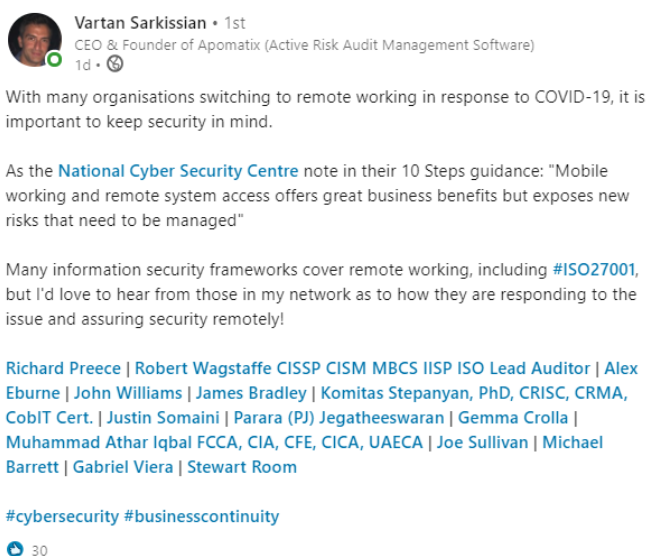 Vartan Sarkissian • 1st
CEO & Founder of Apomatix (Active Risk Audit Management Software)
1d •
With many organisations switching to remote working in response to COVID-19, it is
important to keep security in mind.
As the National Cyber Security Centre note in their 10 Steps guidance: "Mobile
working and remote system access offers great business benefits but exposes new
risks that need to be managed"
Many information security frameworks cover remote working, including #ISO27001,
but I'd love to hear from those in my network as to how they are responding to the
issue and assuring security remotely!
Richard Preece | Robert Wagstaffe CISSP CISM MBCS IISP ISO Lead Auditor | Alex
Eburne | John Williams | James Bradley | Komitas Stepanyan, PhD, CRISC, CRMA,
CobIT Cert. | Justin Somaini | Parara (PJ) Jegatheeswaran | Gemma Crolla |
Muhammad Athar Iqbal FCCA, CIA, CFE, CICA, UAECA | Joe Sullivan | Michael
Barrett | Gabriel Viera | Stewart Room
#cybersecurity #businesscontinuity
30